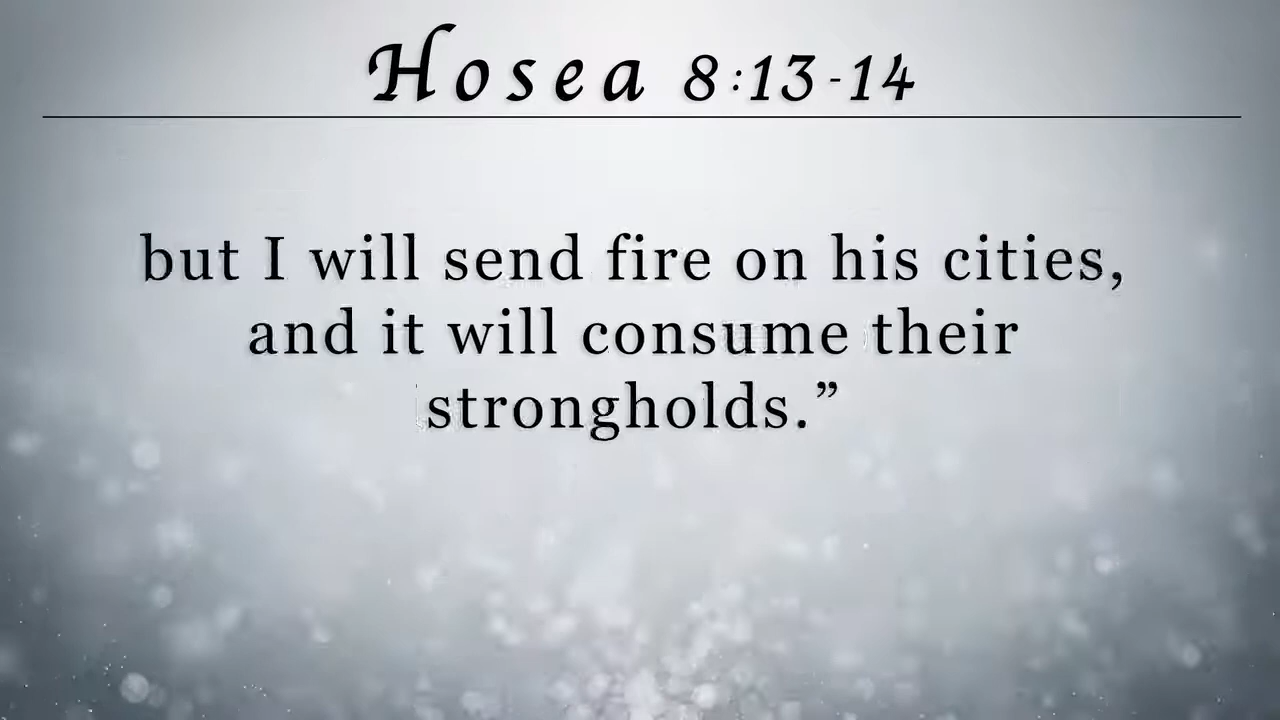 Hosea 8:13-14
but I will send fire on his cities,
and it will consume their
strongholds.”